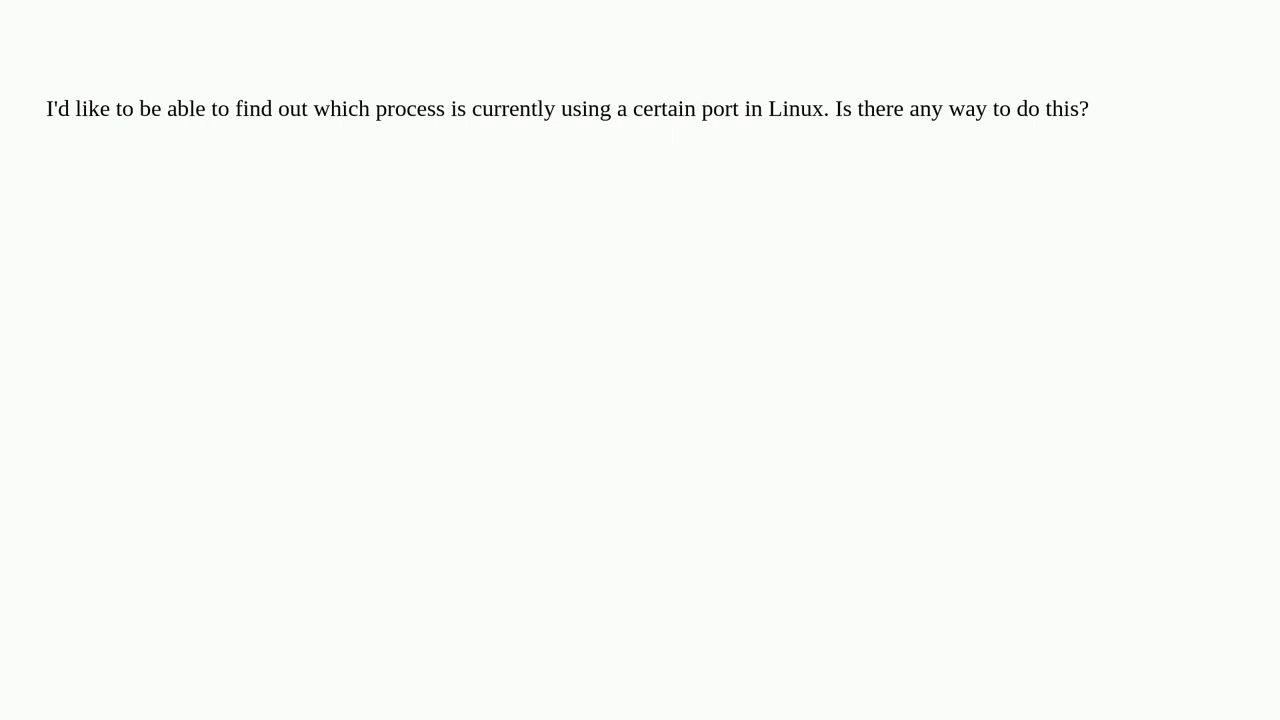 I'd like to be able to find out which process is currently using a certain port in Linux. Is there any way to do this?